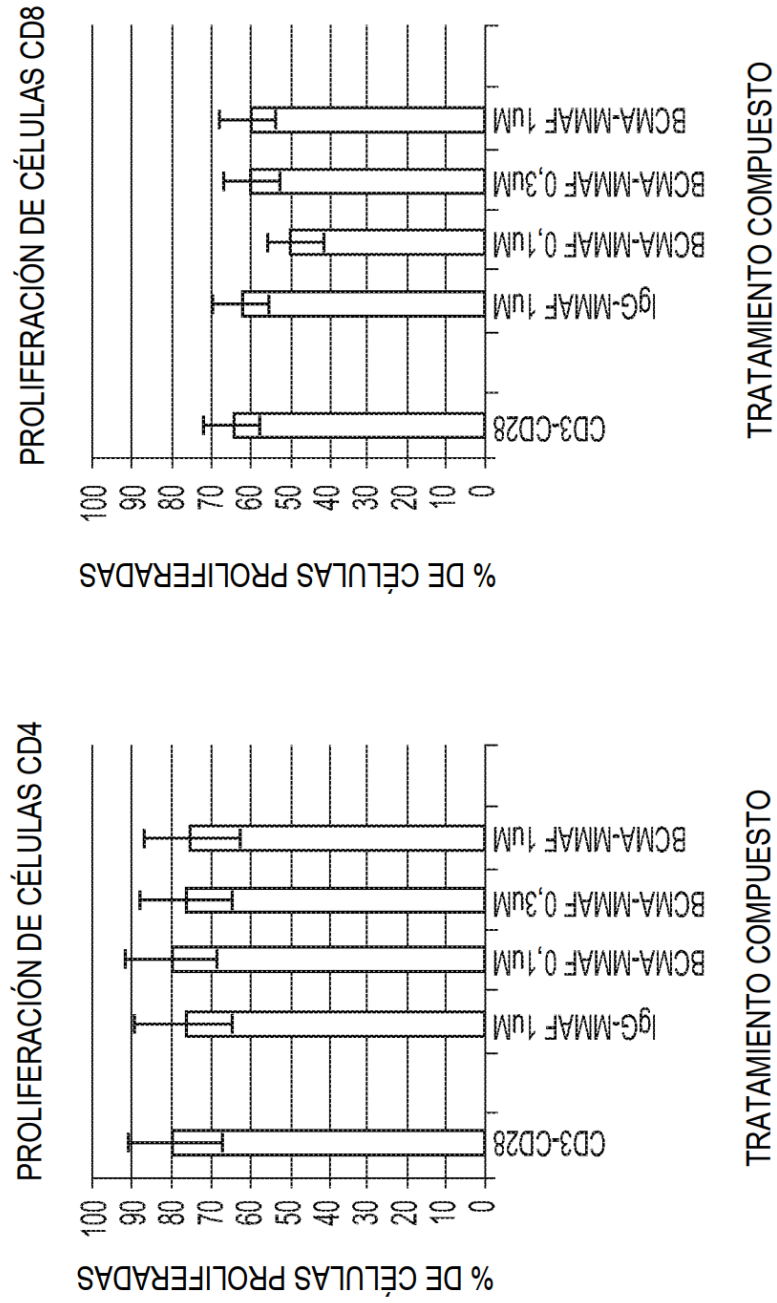 PROLIFERACIÓN DE CÉLULAS CD4
% DE CÉLULAS PROLIFERADAS
100
90
80
70
60
50
40
30
20
10
0
CD3-CD28
IgG-MMAF 1uM
BCMA-MMAF 0,1uM
BCMA-MMAF 0,3uM
BCMA-MMAF 1uM
TRATAMIENTO COMPUESTO
PROLIFERACIÓN DE CÉLULAS CD8
% DE CÉLULAS PROLIFERADAS
100
90
80
70
60
50
40
30
20
10
0
CD3-CD28
IgG-MMAF 1uM
BCMA-MMAF 0,1uM
BCMA-MMAF 0,3uM
BCMA-MMAF 1uM
TRATAMIENTO COMPUESTO